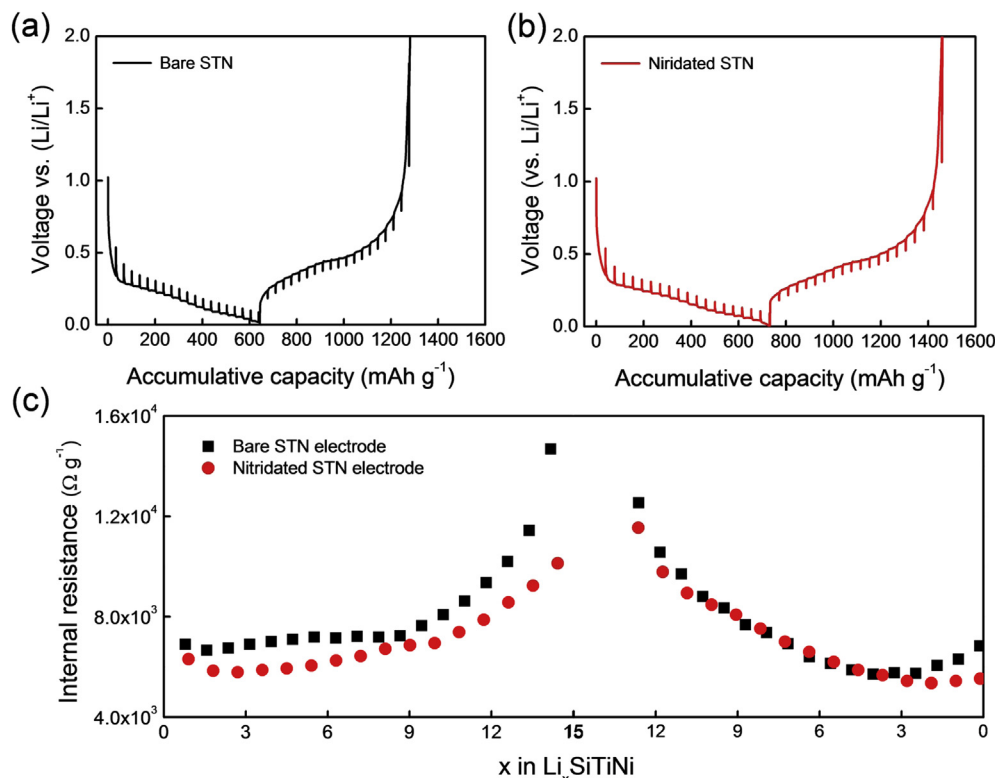 (a)
2.0
1.5
1.0
0.5
0.0
Voltage vs. (Li/Li⁺)
Bare STN
0 200 400 600 800 1000 1200 1400 1600
Accumulative capacity (mAh g⁻¹)
(b)
2.0
1.5
1.0
0.5
0.0
Voltage (vs. Li/Li⁺)
Niridated STN
0 200 400 600 800 1000 1200 1400 1600
Accumulative capacity (mAh g⁻¹)
(c)
1.6x10⁴
1.2x10⁴
8.0x10³
4.0x10³
Internal resistance (Ω g⁻¹)
Bare STN electrode
Nitridated STN electrode
0 3 6 9 12 15 12 9 6 3 0
x in LiₓSiTiNi